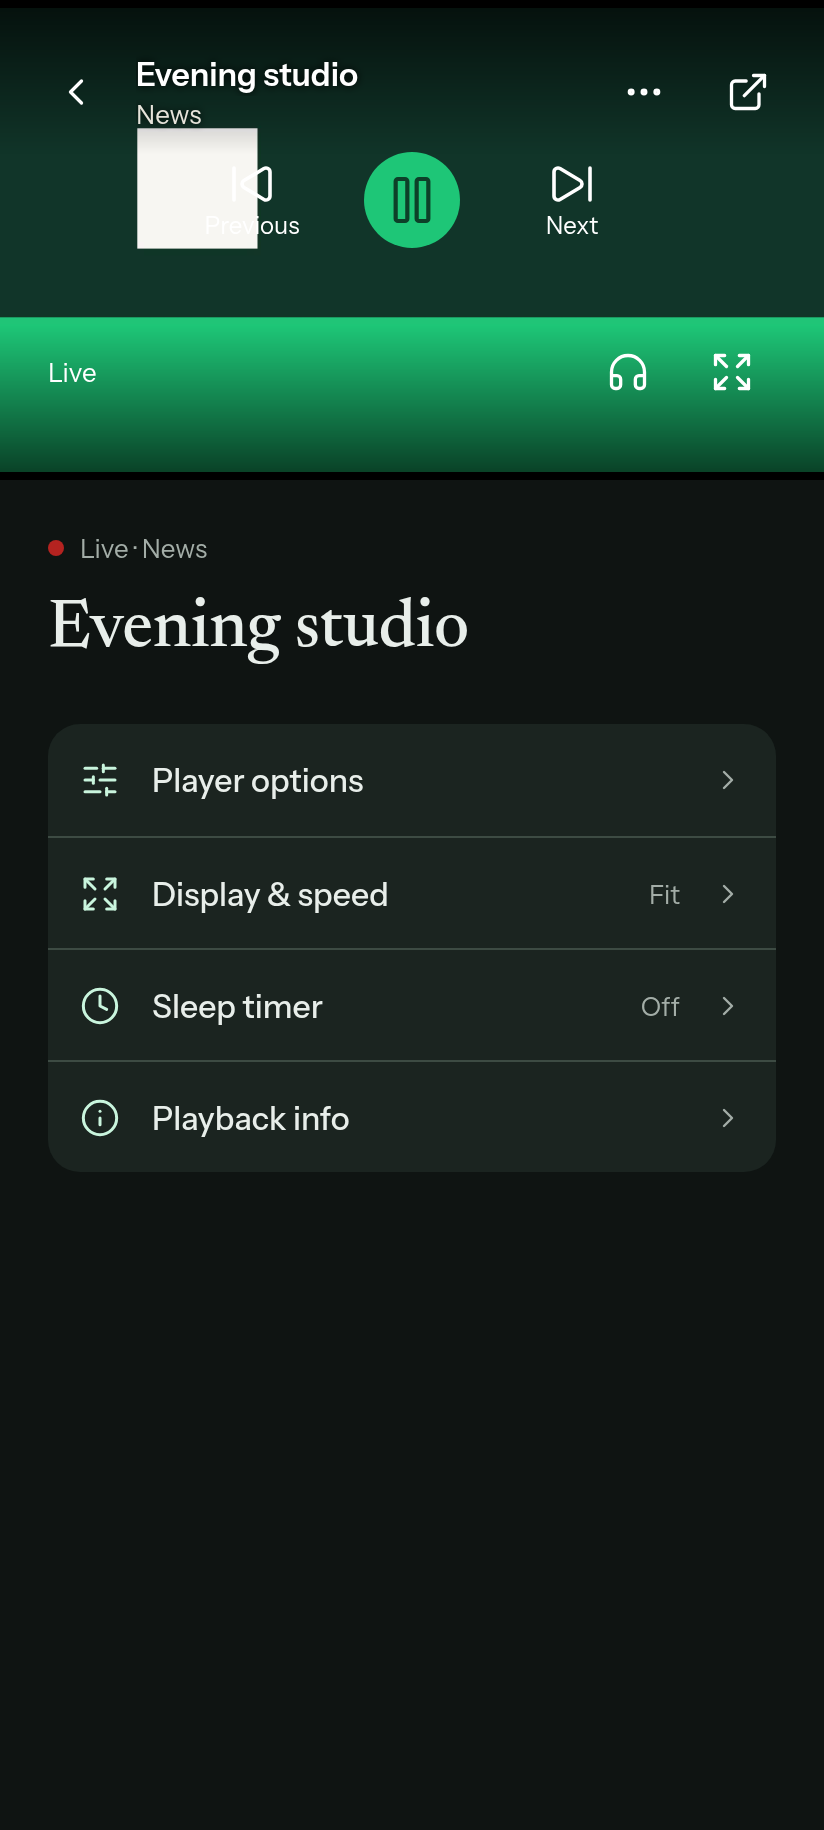 Evening studio
News
Previous
Next
Live
Live · News
Evening studio
Player options
Display & speed Fit
Sleep timer Off
Playback info